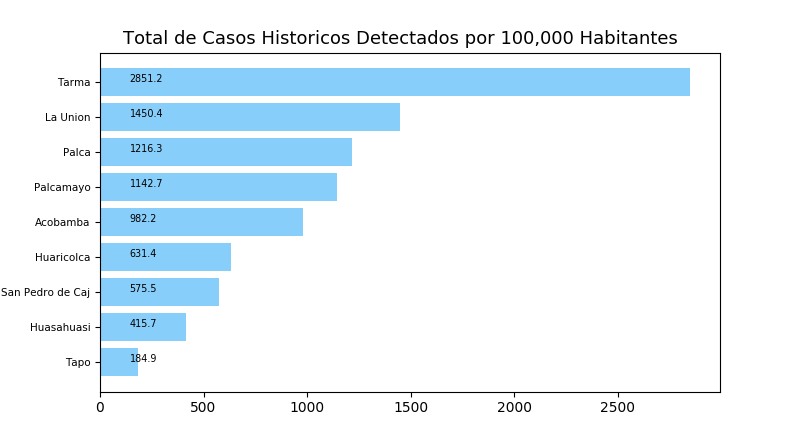 Total de Casos Historicos Detectados por 100,000 Habitantes
Tarma 2851.2
La Union 1450.4
Palca 1216.3
Palcamayo 1142.7
Acobamba 982.2
Huaricolca 631.4
San Pedro de Caj 575.5
Huasahuasi 415.7
Tapo 184.9
0 500 1000 1500 2000 2500